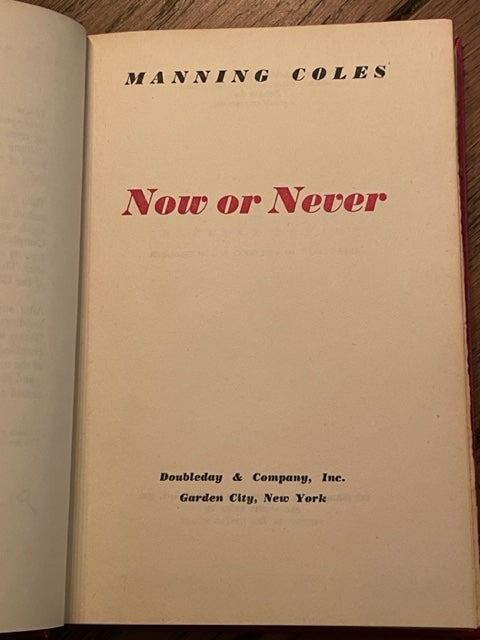 MANNING COLES
Now or Never
Doubleday & Company, Inc.
Garden City, New York